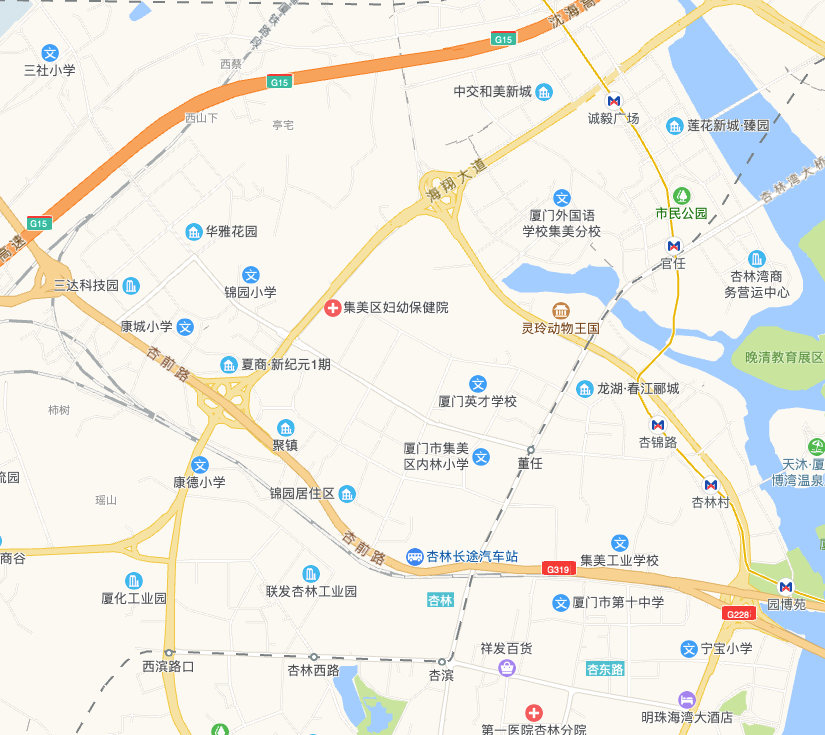 沈海高
G15
三社小学
西蔡
G15
中交和美新城
西山下
亭宅
诚毅广场
莲花新城·臻园
海翔大道
杏林湾大桥
市民公园
厦门外国语
学校集美分校
G15
高速
华雅花园
官任
三达科技园
锦园小学
杏林湾商
务营运中心
集美区妇幼保健院
灵玲动物王国
康城小学
杏前路
夏商·新纪元1期
晚清教育展区
龙湖·春江郦城
厦门英才学校
柿树
聚镇
杏锦路
厦门市集美
区内林小学
董任
天沐·厦
博湾温泉
康德小学
流园
锦园居住区
杏林村
瑶山
杏前路
商谷
杏林长途汽车站
集美工业学校
G319
联发杏林工业园
厦化工业园
杏林
厦门市第十中学
园博苑
G228
祥发百货
宁宝小学
西滨路口
杏林西路
杏滨
杏东路
明珠海湾大酒店
第一医院杏林分院